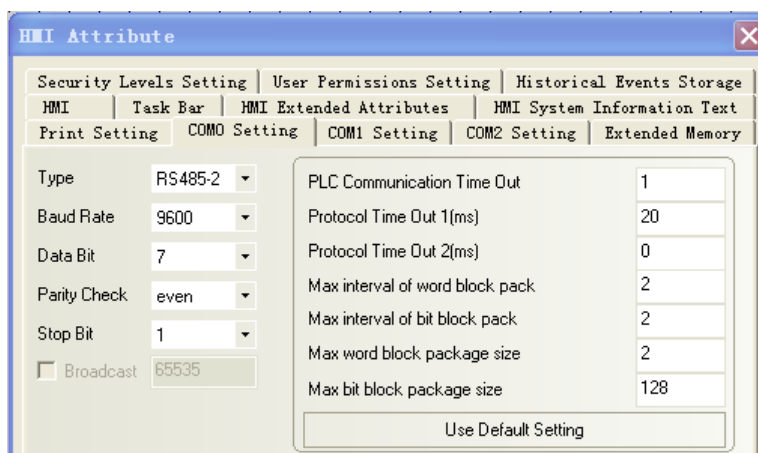 HMI Attribute
Security Levels Setting User Permissions Setting Historical Events Storage
HMI Task Bar HMI Extended Attributes HMI System Information Text
Print Setting COM0 Setting COM1 Setting COM2 Setting Extended Memory
Type RS485-2
Baud Rate 9600
Data Bit 7
Parity Check even
Stop Bit 1
Broadcast 65535
PLC Communication Time Out 1
Protocol Time Out 1(ms) 20
Protocol Time Out 2(ms) 0
Max interval of word block pack 2
Max interval of bit block pack 2
Max word block package size 2
Max bit block package size 128
Use Default Setting